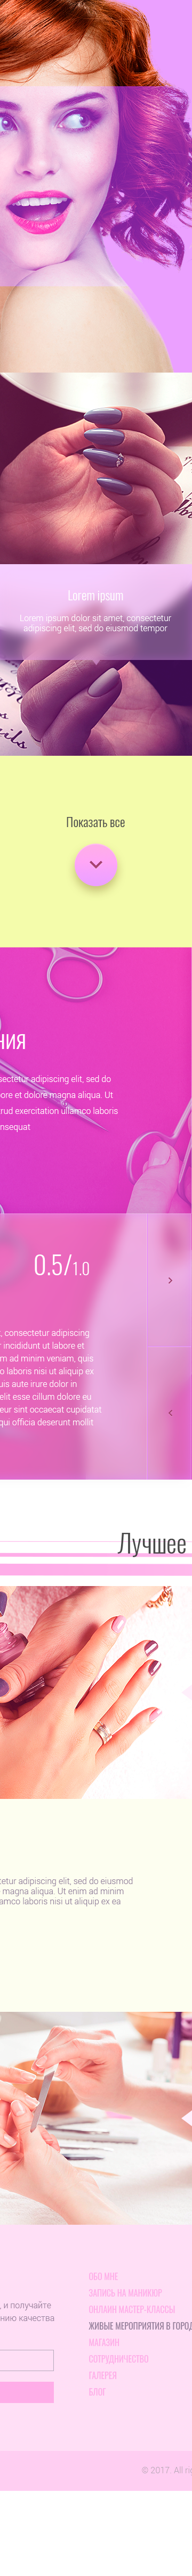 Lorem ipsum
Lorem ipsum dolor sit amet, consectetur
adipiscing elit, sed do eiusmod tempor
Показать все
ния
sectetur adipiscing elit, sed do
ore et dolore magna aliqua. Ut
rud exercitation ullamco laboris
nsequat
0.5/1.0
, consectetur adipiscing
r incididunt ut labore et
m ad minim veniam, quis
o laboris nisi ut aliquip ex
uis aute irure dolor in
elit esse cillum dolore eu
eur sint occaecat cupidatat
qui officia deserunt mollit
Лучшее
tetur adipiscing elit, sed do eiusmod
magna aliqua. Ut enim ad minim
amco laboris nisi ut aliquip ex ea
, и получайте
нию качества
ОБО МНЕ
ЗАПИСЬ НА МАНИКЮР
ОНЛАЙН МАСТЕР-КЛАССЫ
ЖИВЫЕ МЕРОПРИЯТИЯ В ГОРОД
МАГАЗИН
СОТРУДНИЧЕСТВО
ГАЛЕРЕЯ
БЛОГ
© 2017. All ri